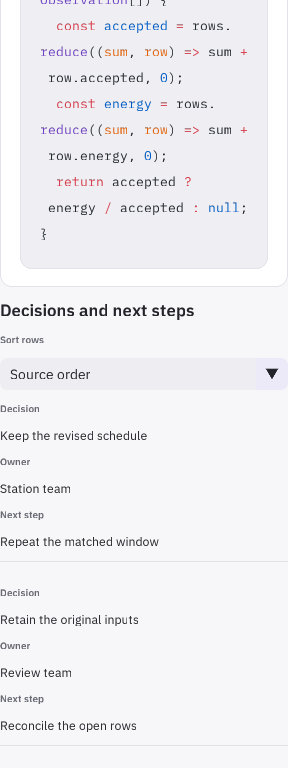 observation[]) {
const accepted = rows.
reduce((sum, row) => sum +
row.accepted, 0);
const energy = rows.
reduce((sum, row) => sum +
row.energy, 0);
return accepted ?
energy / accepted : null;
}
Decisions and next steps
Sort rows
Source order
Decision
Keep the revised schedule
Owner
Station team
Next step
Repeat the matched window
Decision
Retain the original inputs
Owner
Review team
Next step
Reconcile the open rows